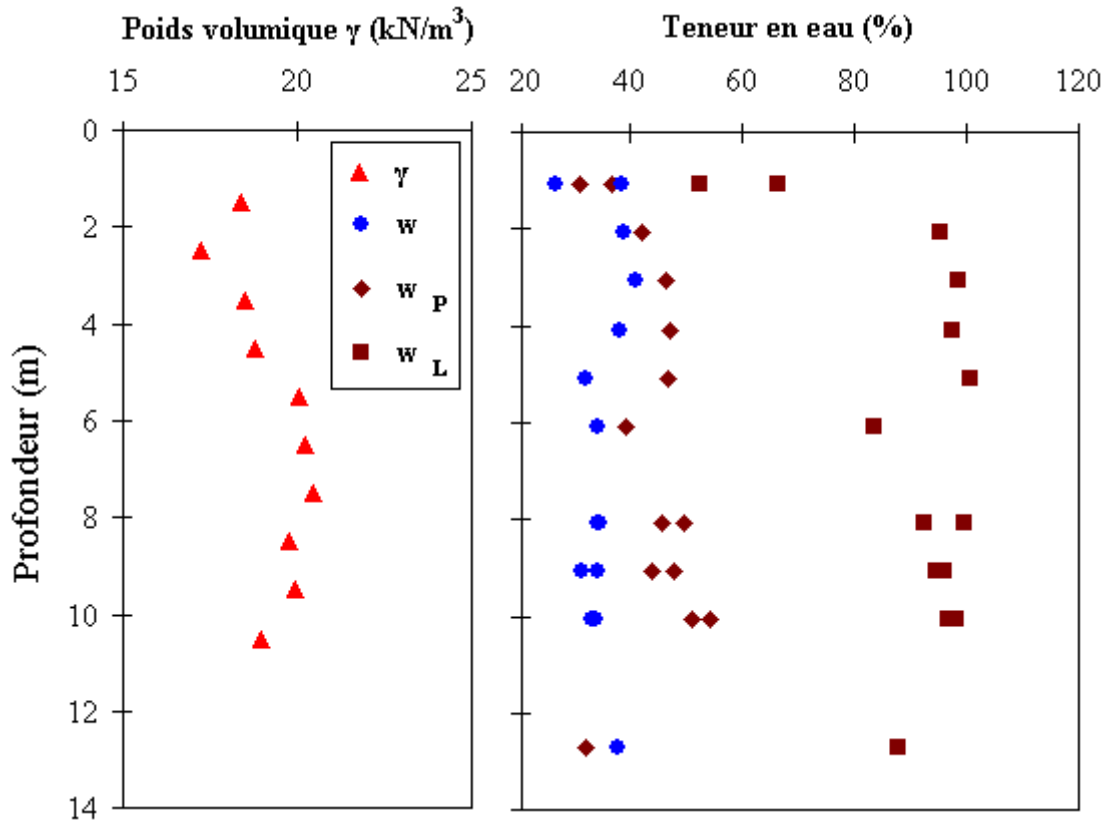 Poids volumique γ (kN/m³)
Teneur en eau (%)
15 20 25
20 40 60 80 100 120
0
2
4
6
8
10
12
14
Profondeur (m)
γ
w
w P
w L